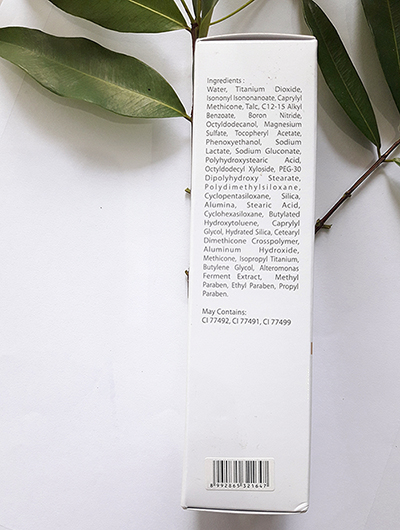 Ingredients :
Water, Titanium Dioxide,
Isononyl Isononanoate, Caprylyl
Methicone, Talc, C12-15 Alkyl
Benzoate, Boron Nitride,
Octyldodecanol, Magnesium
Sulfate, Tocopheryl Acetate,
Phenoxyethanol, Sodium
Lactate, Sodium Gluconate,
Polyhydroxystearic Acid,
Octyldodecyl Xyloside, PEG-30
Dipolyhydroxy Stearate,
Polydimethylsiloxane,
Cyclopentasiloxane, Silica,
Alumina, Stearic Acid,
Cyclohexasiloxane, Butylated
Hydroxytoluene, Caprylyl
Glycol, Hydrated Silica, Cetearyl
Dimethicone Crosspolymer,
Aluminum Hydroxide,
Methicone, Isopropyl Titanium,
Butylene Glycol, Alteromonas
Ferment Extract, Methyl
Paraben, Ethyl Paraben, Propyl
Paraben.
May Contains:
CI 77492, CI 77491, CI 77499
8 992865 321647